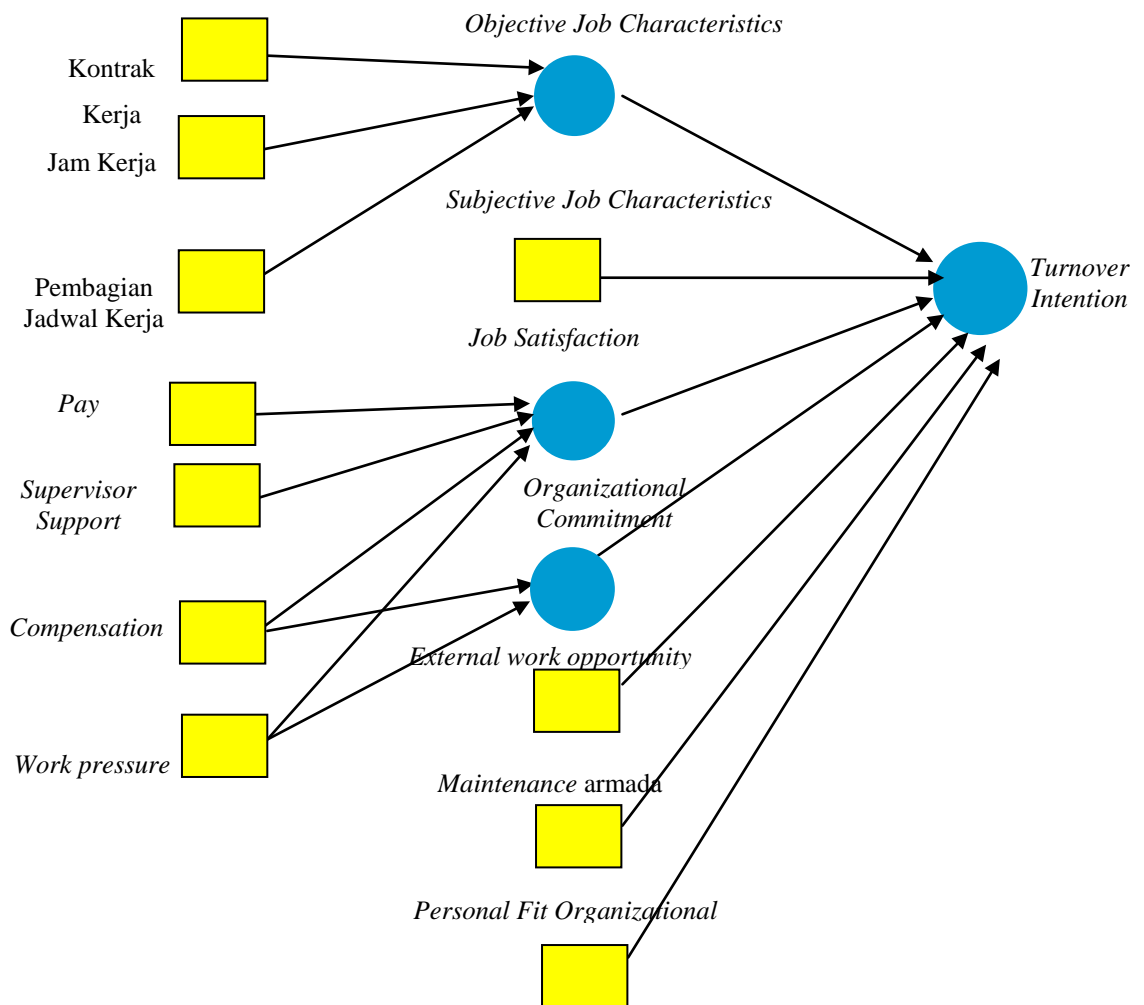 Objective Job Characteristics
Kontrak
Kerja
Jam Kerja
Subjective Job Characteristics
Pembagian
Jadwal Kerja
Turnover
Intention
Job Satisfaction
Pay
Supervisor
Support
Organizational
Commitment
Compensation
External work opportunity
Work pressure
Maintenance armada
Personal Fit Organizational